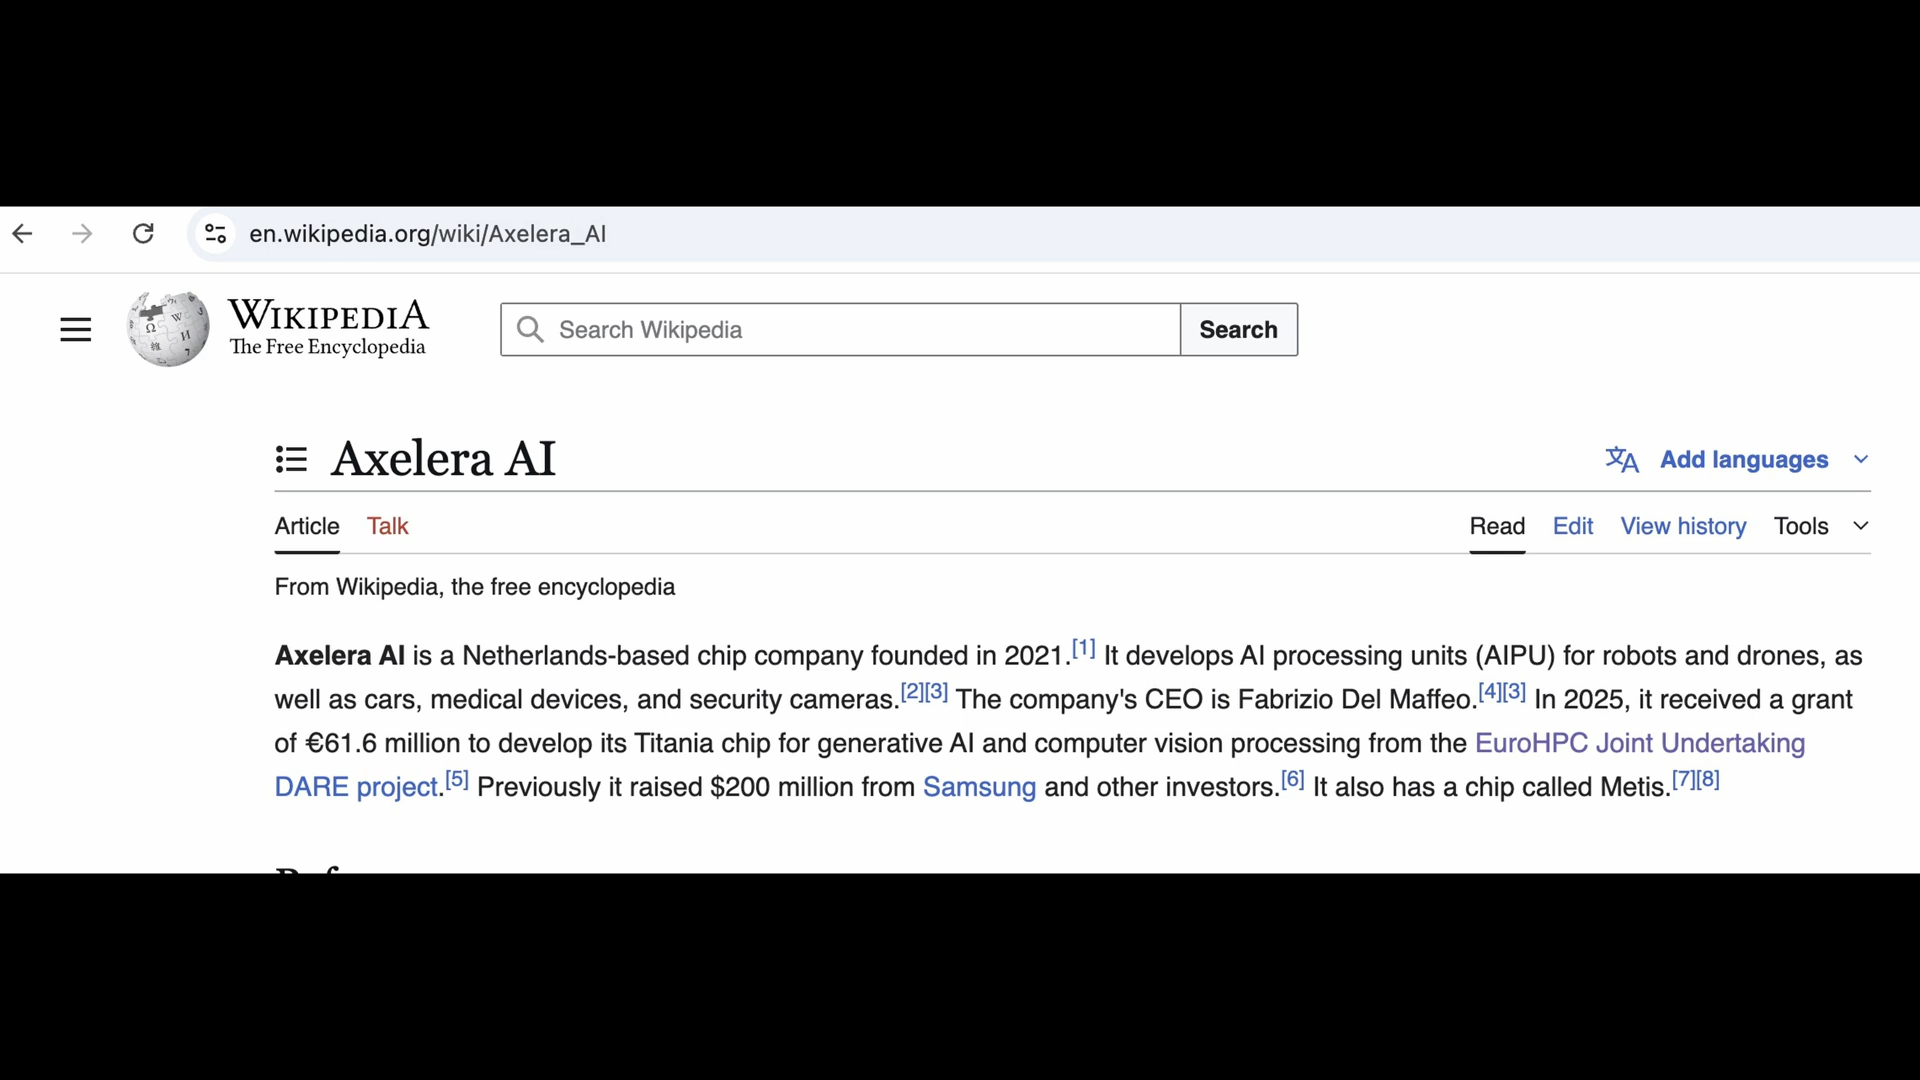 en.wikipedia.org/wiki/Axelera_AI
WIKIPEDIA
The Free Encyclopedia
Search Wikipedia
Search
Axelera AI
Add languages
Article Talk
Read Edit View history Tools
From Wikipedia, the free encyclopedia
Axelera AI is a Netherlands-based chip company founded in 2021.[1] It develops AI processing units (AIPU) for robots and drones, as
well as cars, medical devices, and security cameras.[2][3] The company's CEO is Fabrizio Del Maffeo.[4][3] In 2025, it received a grant
of €61.6 million to develop its Titania chip for generative AI and computer vision processing from the EuroHPC Joint Undertaking
DARE project.[5] Previously it raised $200 million from Samsung and other investors.[6] It also has a chip called Metis.[7][8]